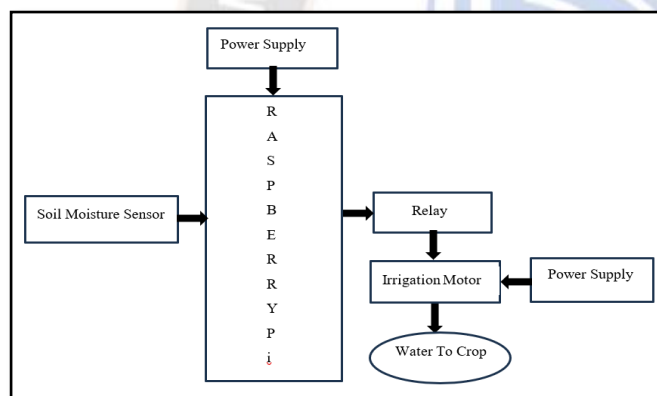 Power Supply
R
A
S
P
B
E
R
R
Y
P
i
Soil Moisture Sensor
Relay
Irrigation Motor
Power Supply
Water To Crop